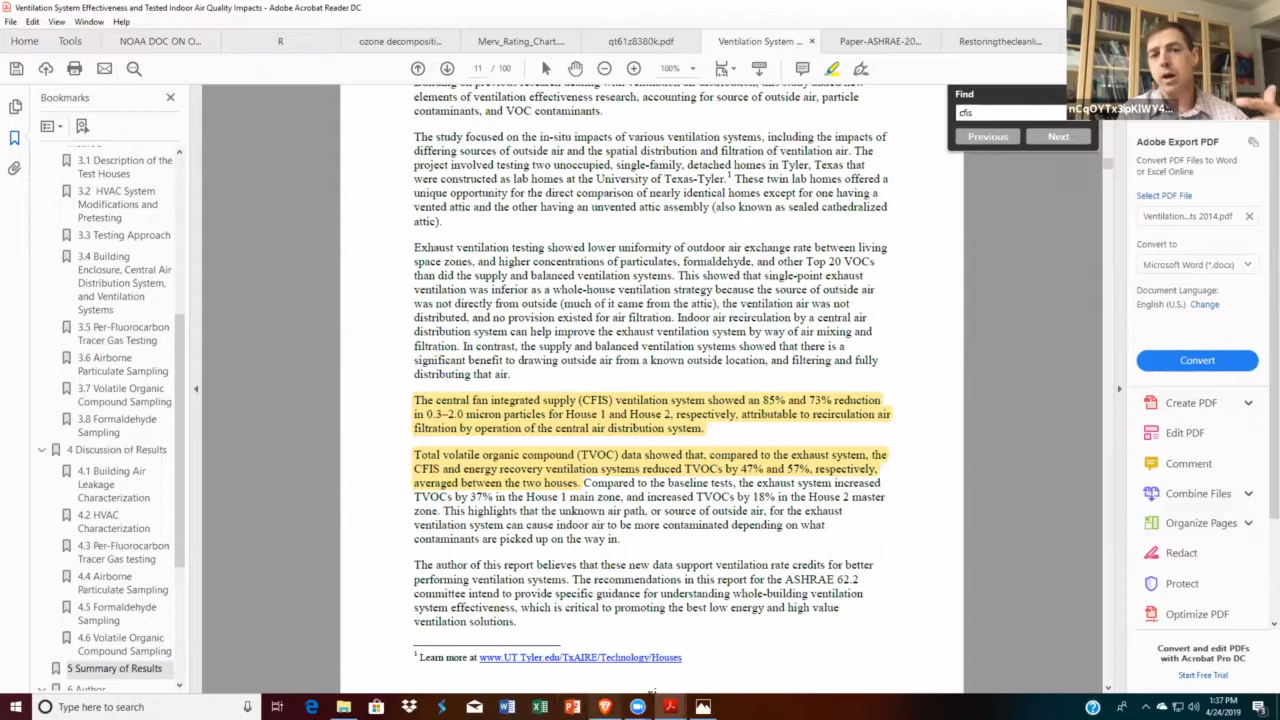 Ventilation System Effectiveness and Tested Indoor Air Quality Impacts - Adobe Acrobat Reader DC
File Edit View Window Help
Home Tools NOAA DOC ON O... R ozone decompositi... Merv_Rating_Chart.... qt61z8380k.pdf Ventilation System ... × Paper-ASHRAE-20... Restoringthecleanli...
11 / 100 100%
nCqOYTx3pKlWY4...
Bookmarks
3.1 Description of the
Test Houses
3.2 HVAC System
Modifications and
Pretesting
3.3 Testing Approach
3.4 Building
Enclosure, Central Air
Distribution System,
and Ventilation
Systems
3.5 Per-Fluorocarbon
Tracer Gas Testing
3.6 Airborne
Particulate Sampling
3.7 Volatile Organic
Compound Sampling
3.8 Formaldehyde
Sampling
4 Discussion of Results
4.1 Building Air
Leakage
Characterization
4.2 HVAC
Characterization
4.3 Per-Fluorocarbon
Tracer Gas testing
4.4 Airborne
Particulate Sampling
4.5 Formaldehyde
Sampling
4.6 Volatile Organic
Compound Sampling
5 Summary of Results
6 Author
elements of ventilation effectiveness research, accounting for source of outside air, particle
contaminants, and VOC contaminants.
The study focused on the in-situ impacts of various ventilation systems, including the impacts of
differing sources of outside air and the spatial distribution and filtration of ventilation air. The
project involved testing two unoccupied, single-family, detached homes in Tyler, Texas that
were constructed as lab homes at the University of Texas-Tyler.1 These twin lab homes offered a
unique opportunity for the direct comparison of nearly identical homes except for one having a
vented attic and the other having an unvented attic assembly (also known as sealed cathedralized
attic).
Exhaust ventilation testing showed lower uniformity of outdoor air exchange rate between living
space zones, and higher concentrations of particulates, formaldehyde, and other Top 20 VOCs
than did the supply and balanced ventilation systems. This showed that single-point exhaust
ventilation was inferior as a whole-house ventilation strategy because the source of outside air
was not directly from outside (much of it came from the attic), the ventilation air was not
distributed, and no provision existed for air filtration. Indoor air recirculation by a central air
distribution system can help improve the exhaust ventilation system by way of air mixing and
filtration. In contrast, the supply and balanced ventilation systems showed that there is a
significant benefit to drawing outside air from a known outside location, and filtering and fully
distributing that air.
The central fan integrated supply (CFIS) ventilation system showed an 85% and 73% reduction
in 0.3–2.0 micron particles for House 1 and House 2, respectively, attributable to recirculation air
filtration by operation of the central air distribution system.
Total volatile organic compound (TVOC) data showed that, compared to the exhaust system, the
CFIS and energy recovery ventilation systems reduced TVOCs by 47% and 57%, respectively,
averaged between the two houses. Compared to the baseline tests, the exhaust system increased
TVOCs by 37% in the House 1 main zone, and increased TVOCs by 18% in the House 2 master
zone. This highlights that the unknown air path, or source of outside air, for the exhaust
ventilation system can cause indoor air to be more contaminated depending on what
contaminants are picked up on the way in.
The author of this report believes that these new data support ventilation rate credits for better
performing ventilation systems. The recommendations in this report for the ASHRAE 62.2
committee intend to provide specific guidance for understanding whole-building ventilation
system effectiveness, which is critical to promoting the best low energy and high value
ventilation solutions.
1 Learn more at www.UT Tyler.edu/TxAIRE/Technology/Houses
Find
cfis
Previous Next
Adobe Export PDF
Convert PDF Files to Word
or Excel Online
Select PDF File
Ventilation...ts 2014.pdf
Convert to
Microsoft Word (*.docx)
Document Language:
English (U.S.) Change
Convert
Create PDF
Edit PDF
Comment
Combine Files
Organize Pages
Redact
Protect
Optimize PDF
Convert and edit PDFs
with Acrobat Pro DC
Start Free Trial
Type here to search
1:37 PM
4/24/2019